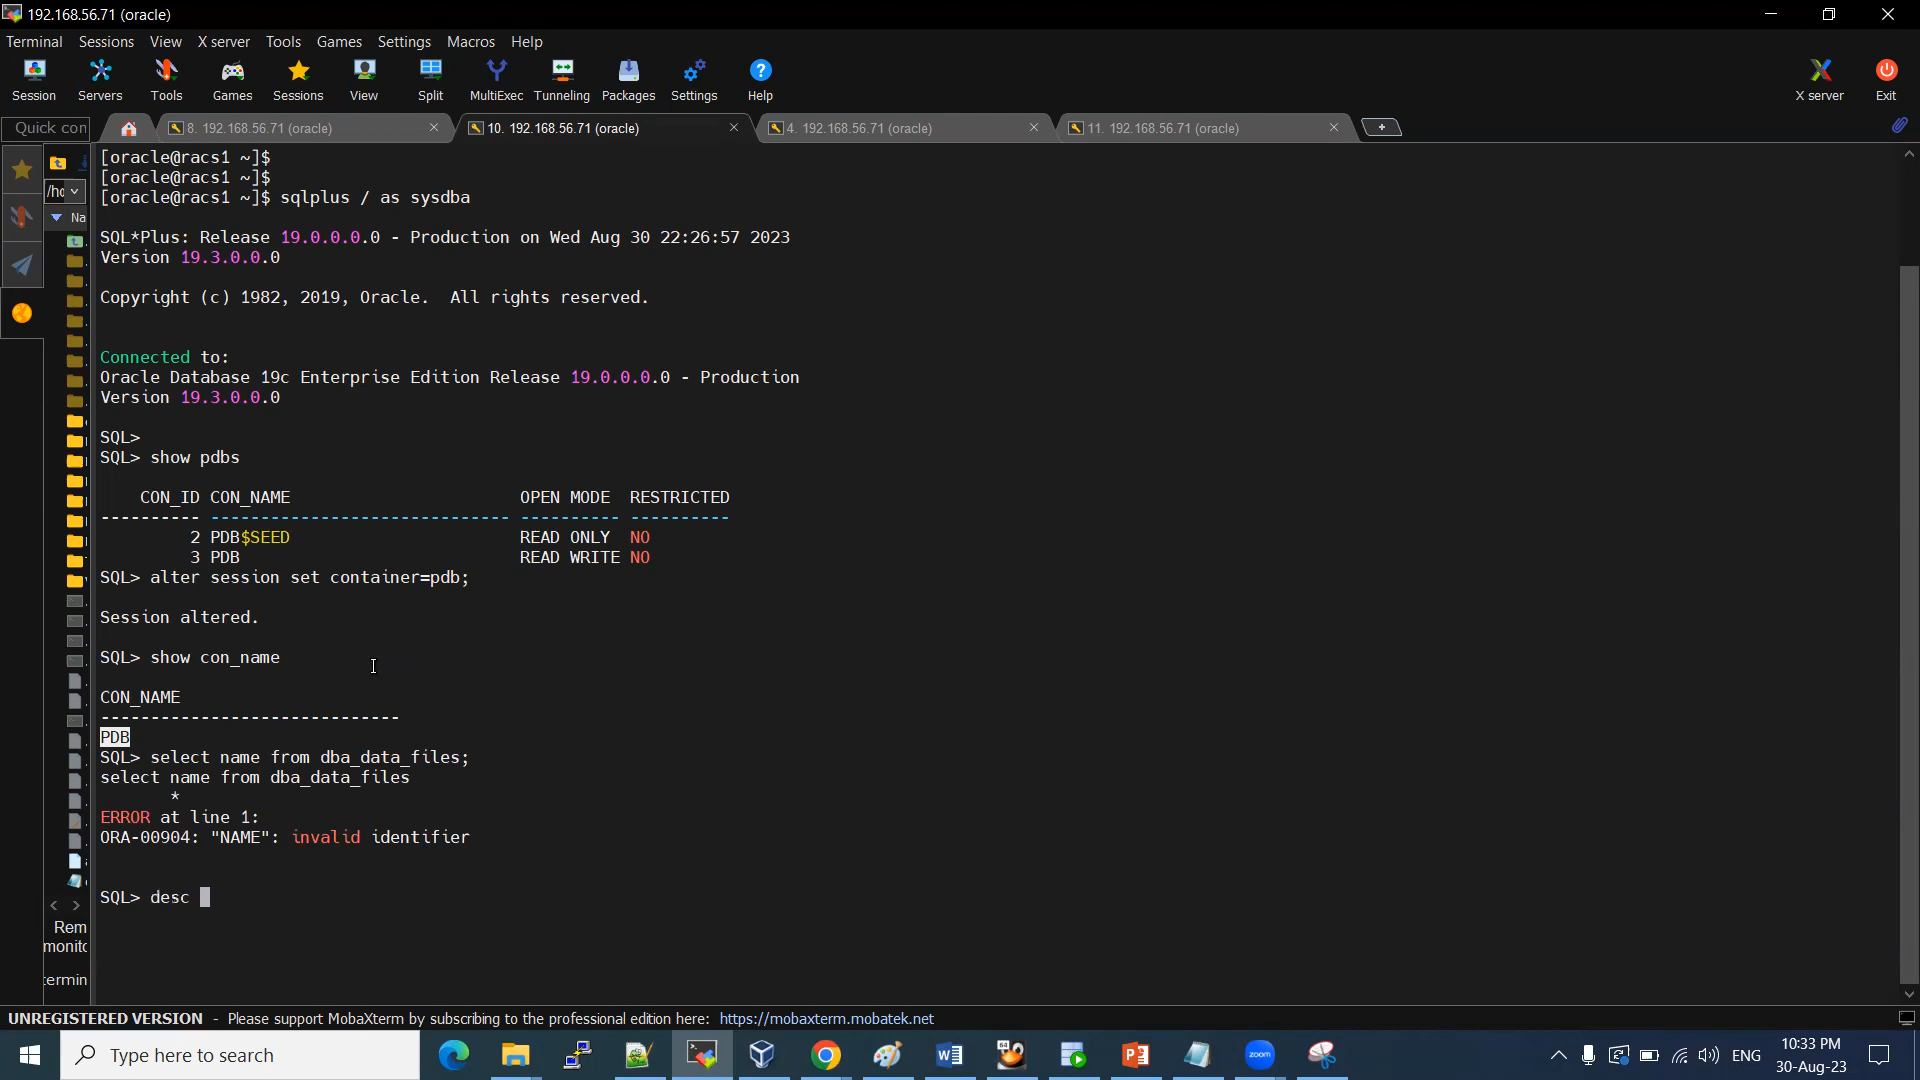 192.168.56.71 (oracle)
Terminal Sessions View X server Tools Games Settings Macros Help
Session Servers Tools Games Sessions View Split MultiExec Tunneling Packages Settings Help X server Exit
Quick con 8. 192.168.56.71 (oracle) 10. 192.168.56.71 (oracle) 4. 192.168.56.71 (oracle) 11. 192.168.56.71 (oracle)
[oracle@racs1 ~]$
[oracle@racs1 ~]$
[oracle@racs1 ~]$ sqlplus / as sysdba
SQL*Plus: Release 19.0.0.0.0 - Production on Wed Aug 30 22:26:57 2023
Version 19.3.0.0.0
Copyright (c) 1982, 2019, Oracle.  All rights reserved.
Connected to:
Oracle Database 19c Enterprise Edition Release 19.0.0.0.0 - Production
Version 19.3.0.0.0
SQL>
SQL> show pdbs
CON_ID CON_NAME OPEN MODE RESTRICTED
---------- ------------------------------ ---------- ----------
2 PDB$SEED READ ONLY NO
3 PDB READ WRITE NO
SQL> alter session set container=pdb;
Session altered.
SQL> show con_name
CON_NAME
------------------------------
PDB
SQL> select name from dba_data_files;
select name from dba_data_files
*
ERROR at line 1:
ORA-00904: "NAME": invalid identifier
SQL> desc
/ho
Na
Rem
monito
termin
UNREGISTERED VERSION - Please support MobaXterm by subscribing to the professional edition here: https://mobaxterm.mobatek.net
Type here to search
zoom
ENG
10:33 PM
30-Aug-23